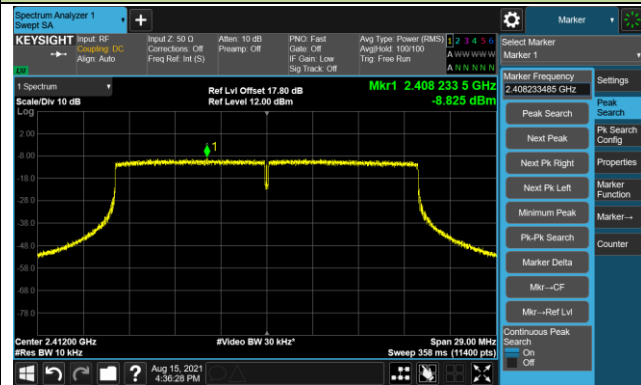 Spectrum Analyzer 1
Swept SA
Marker
KEYSIGHT
Input: RF
Coupling: DC
Align: Auto
Input Z: 50 Ω
Corrections: Off
Freq Ref: Int (S)
Atten: 10 dB
Preamp: Off
PNO: Fast
Gate: Off
IF Gain: Low
Sig Track: Off
Avg Type: Power (RMS)
Avg|Hold: 100/100
Trig: Free Run
1 2 3 4 5 6
A W W W W W
A N N N N N
Select Marker
Marker 1
LXI
1 Spectrum
Scale/Div 10 dB
Log
Ref Lvl Offset 17.80 dB
Ref Level 12.00 dBm
Mkr1 2.408 233 5 GHz
-8.825 dBm
2.00
-8.00
-18.0
-28.0
-38.0
-48.0
-58.0
-68.0
-78.0
1
Center 2.41200 GHz
#Res BW 10 kHz
#Video BW 30 kHz*
Span 29.00 MHz
Sweep 358 ms (11400 pts)
Marker Frequency
2.408233485 GHz
Peak Search
Next Peak
Next Pk Right
Next Pk Left
Minimum Peak
Pk-Pk Search
Marker Delta
Mkr→CF
Mkr→Ref Lvl
Continuous Peak
Search
On
Off
Settings
Peak
Search
Pk Search
Config
Properties
Marker
Function
Marker→
Counter
?
Aug 15, 2021
4:36:28 PM